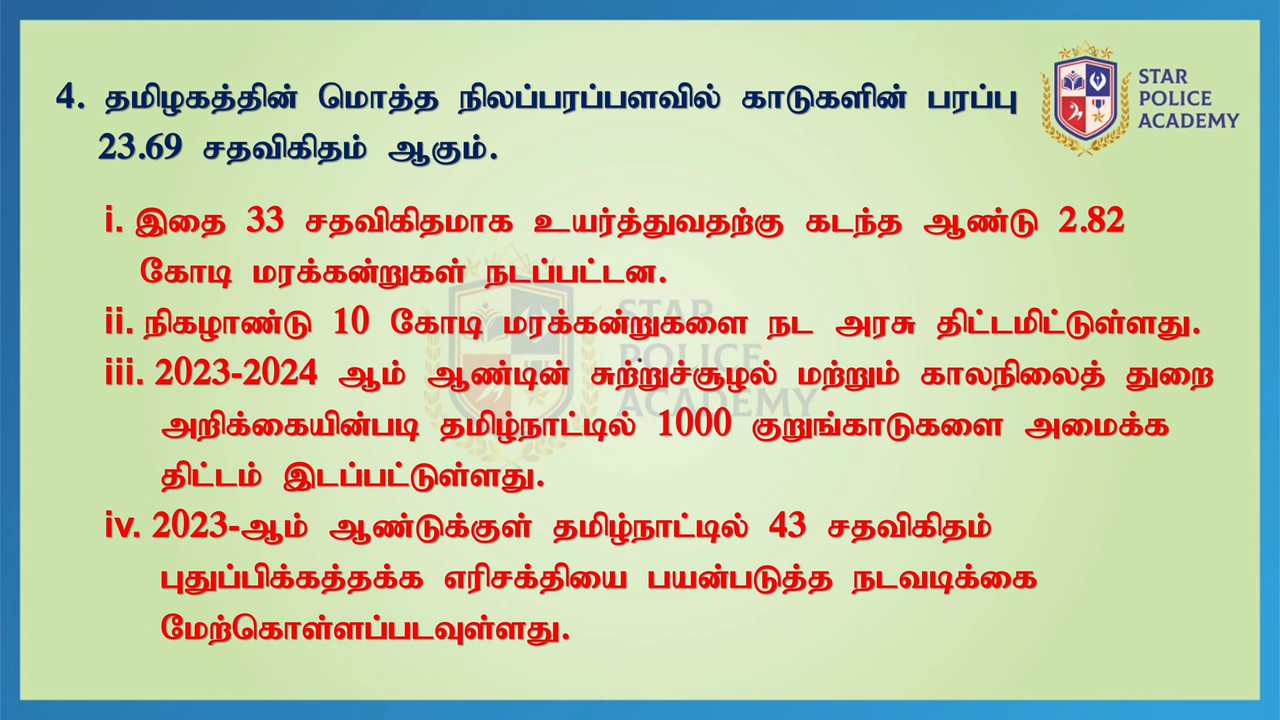 4. தமிழகத்தின் மொத்த நிலப்பரப்பளவில் காடுகளின் பரப்பு
23.69 சதவிகிதம் ஆகும்.
STAR
POLICE
ACADEMY
i. இதை 33 சதவிகிதமாக உயர்த்துவதற்கு கடந்த ஆண்டு 2.82
கோடி மரக்கன்றுகள் நடப்பட்டன.
ii. நிகழாண்டு 10 கோடி மரக்கன்றுகளை நட அரசு திட்டமிட்டுள்ளது.
iii. 2023-2024 ஆம் ஆண்டின் சுற்றுச்சூழல் மற்றும் காலநிலைத் துறை
அறிக்கையின்படி தமிழ்நாட்டில் 1000 குறுங்காடுகளை அமைக்க
திட்டம் இடப்பட்டுள்ளது.
iv. 2023-ஆம் ஆண்டுக்குள் தமிழ்நாட்டில் 43 சதவிகிதம்
புதுப்பிக்கத்தக்க எரிசக்தியை பயன்படுத்த நடவடிக்கை
மேற்கொள்ளப்படவுள்ளது.
STAR
POLICE
ACADEMY